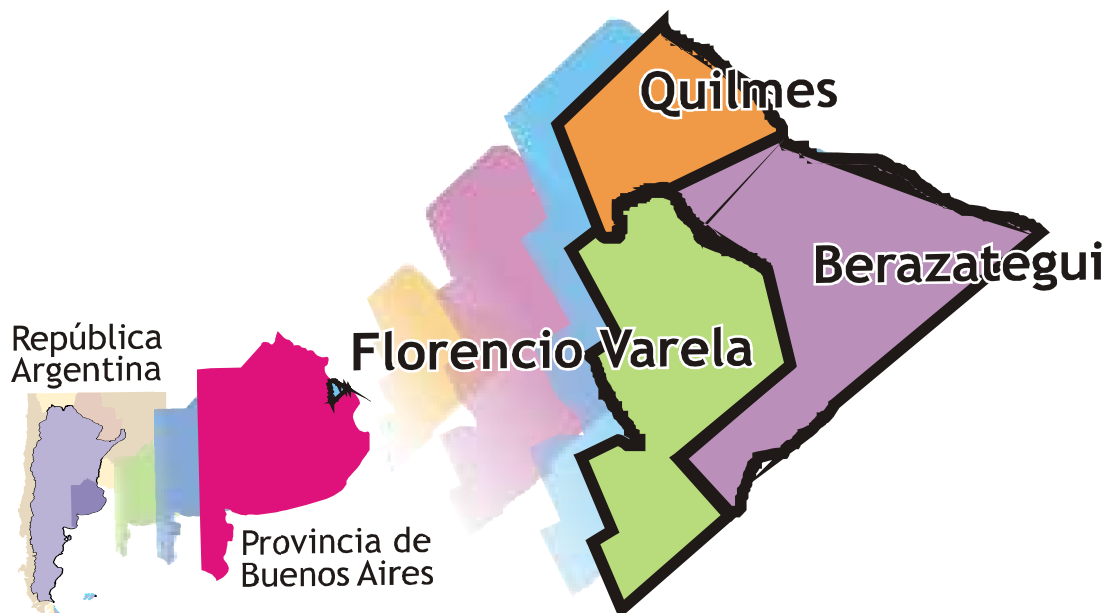 Quilmes
Berazategui
Florencio Varela
República
Argentina
Provincia de
Buenos Aires